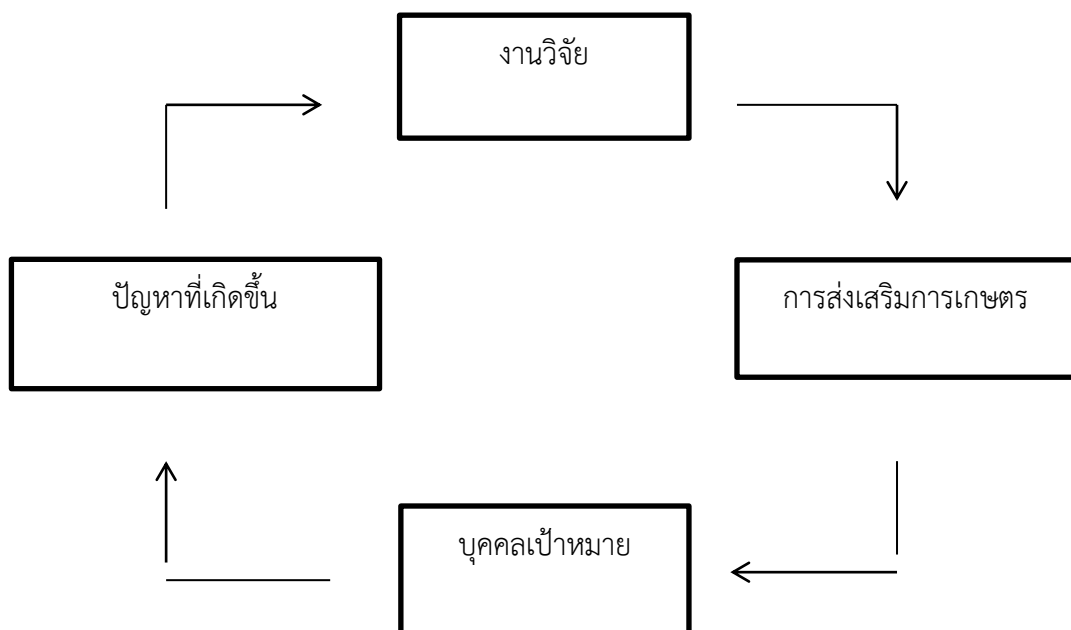 งานวิจัย
ปัญหาที่เกิดขึ้น
การส่งเสริมการเกษตร
บุคคลเป้าหมาย